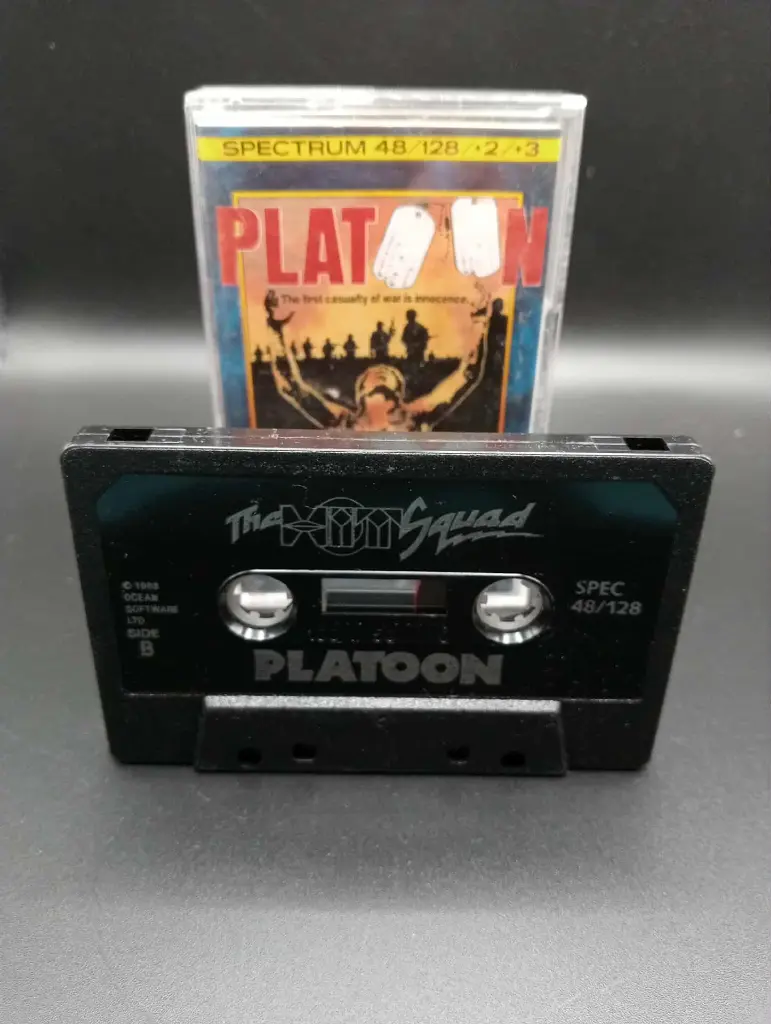 SPECTRUM 48/128/+2/+3
PLATOON
The first casualty of war is innocence.
The Hit Squad
© 1988
OCEAN
SOFTWARE
LTD
SIDE
B
SPEC
48/128
PLATOON